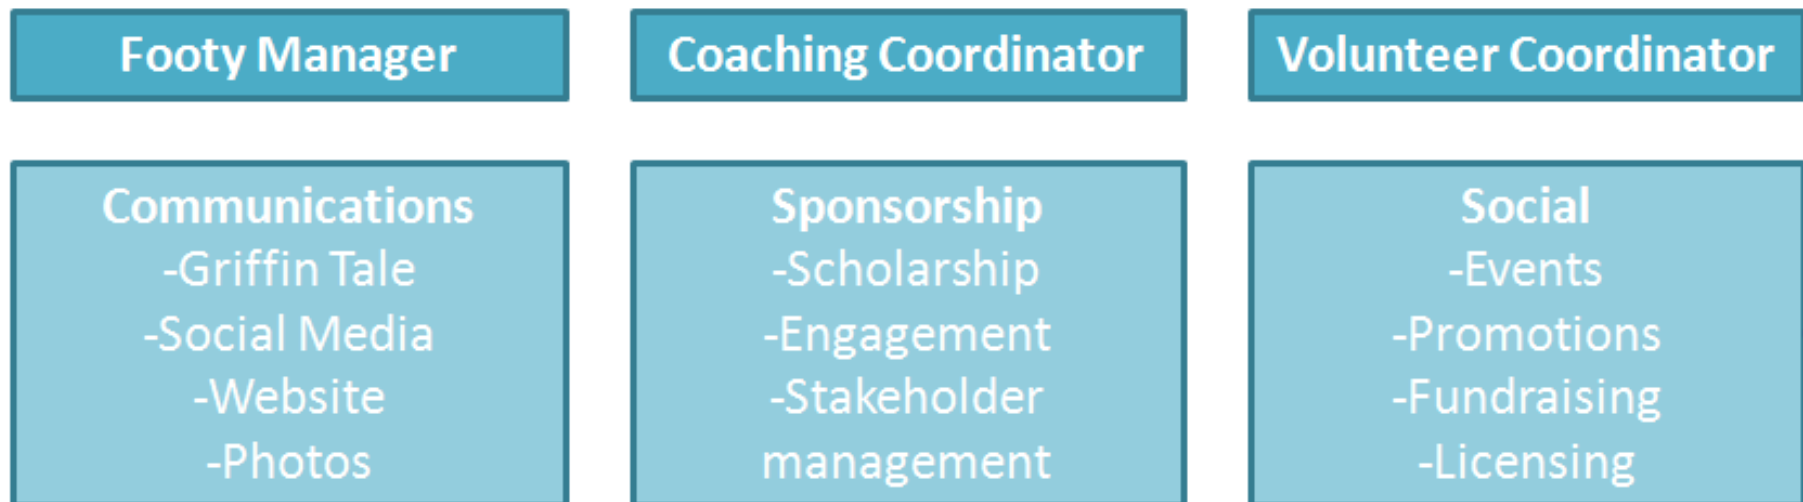 Footy Manager
Coaching Coordinator
Volunteer Coordinator
Communications
-Griffin Tale
-Social Media
-Website
-Photos
Sponsorship
-Scholarship
-Engagement
-Stakeholder
management
Social
-Events
-Promotions
-Fundraising
-Licensing